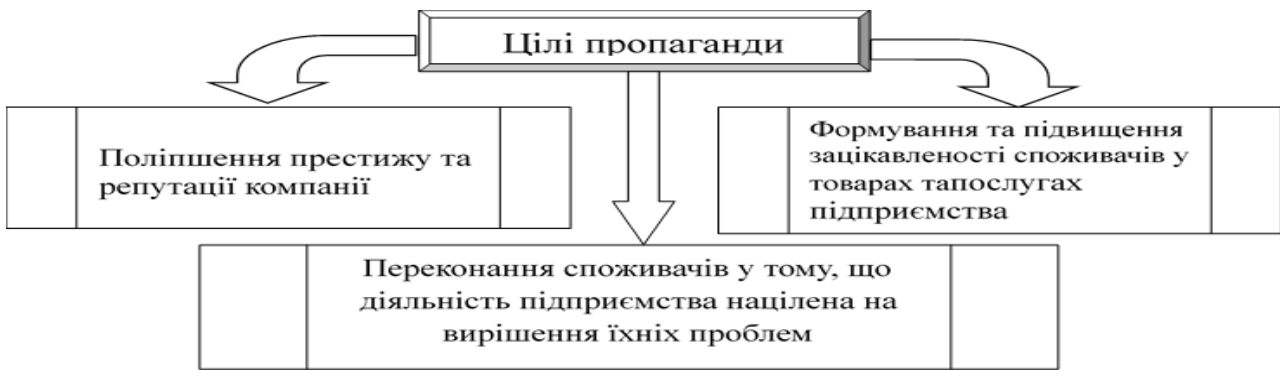 Цілі пропаганди
Поліпшення престижу та
репутації компанії
Формування та підвищення
зацікавленості споживачів у
товарах тапослугах
підприємства
Переконання споживачів у тому, що
діяльність підприємства націлена на
вирішення їхніх проблем